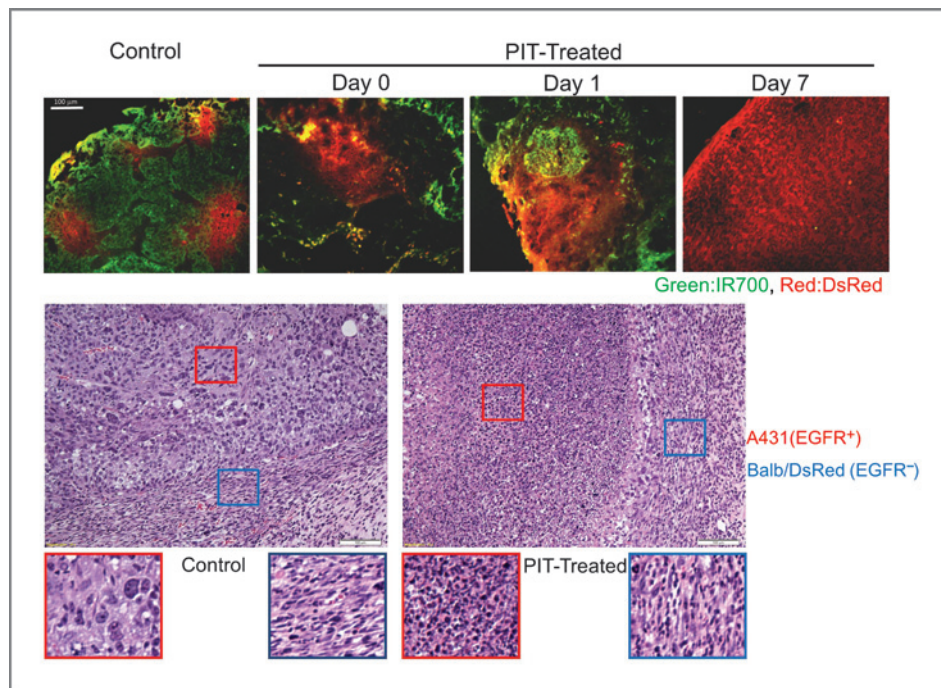 Control
PIT-Treated
Day 0
Day 1
Day 7
100 μm
Green:IR700, Red:DsRed
A431(EGFR⁺)
Balb/DsRed (EGFR⁻)
Control
PIT-Treated